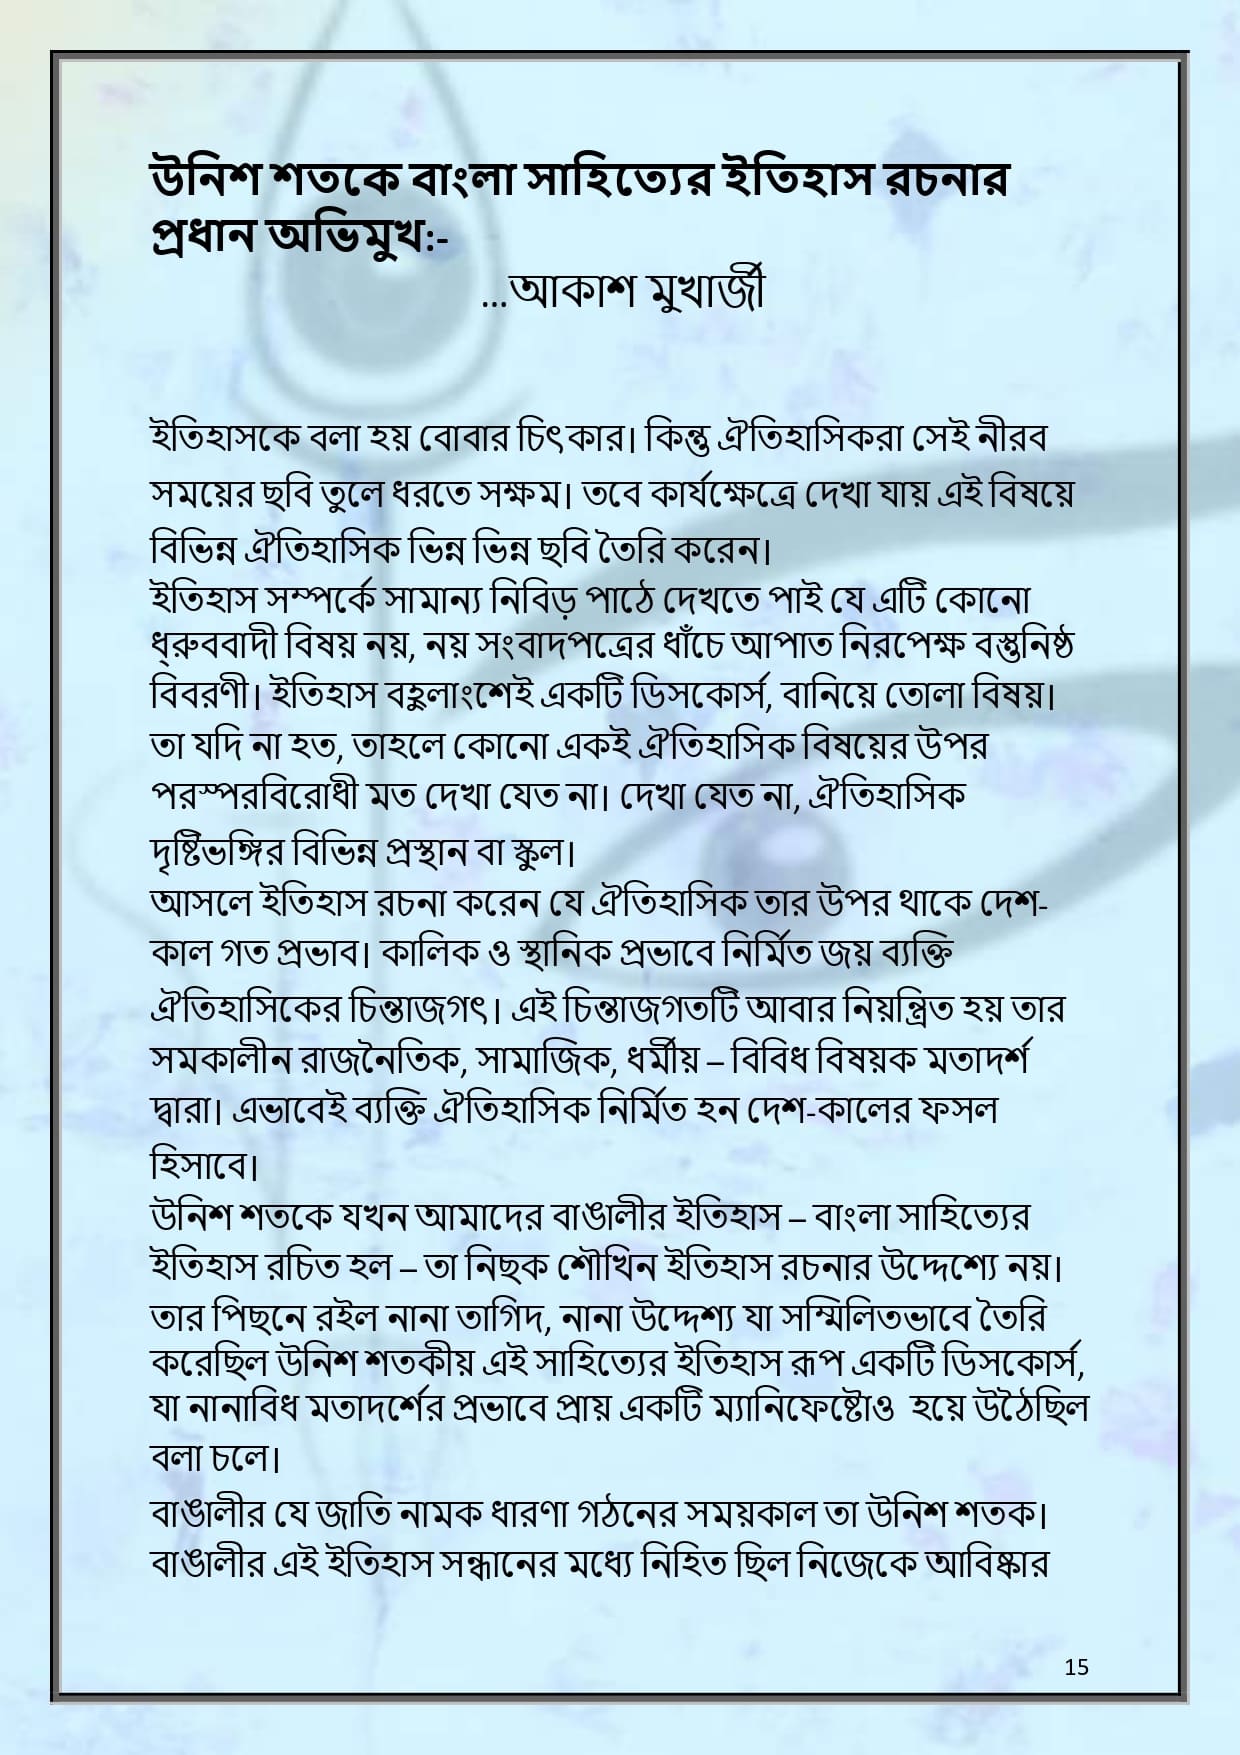 উনিশ শতকে বাংলা সাহিত্যের ইতিহাস রচনার
প্রধান অভিমুখ:-
...আকাশ মুখার্জী
ইতিহাসকে বলা হয় বোবার চিৎকার। কিন্তু ঐতিহাসিকরা সেই নীরব
সময়ের ছবি তুলে ধরতে সক্ষম। তবে কার্যক্ষেত্রে দেখা যায় এই বিষয়ে
বিভিন্ন ঐতিহাসিক ভিন্ন ভিন্ন ছবি তৈরি করেন।
ইতিহাস সম্পর্কে সামান্য নিবিড় পাঠে দেখতে পাই যে এটি কোনো
ধ্রুববাদী বিষয় নয়, নয় সংবাদপত্রের ধাঁচে আপাত নিরপেক্ষ বস্তুনিষ্ঠ
বিবরণী। ইতিহাস বহুলাংশেই একটি ডিসকোর্স, বানিয়ে তোলা বিষয়।
তা যদি না হত, তাহলে কোনো একই ঐতিহাসিক বিষয়ের উপর
পরস্পরবিরোধী মত দেখা যেত না। দেখা যেত না, ঐতিহাসিক
দৃষ্টিভঙ্গির বিভিন্ন প্রস্থান বা স্কুল।
আসলে ইতিহাস রচনা করেন যে ঐতিহাসিক তার উপর থাকে দেশ-
কাল গত প্রভাব। কালিক ও স্থানিক প্রভাবে নির্মিত জয় ব্যক্তি
ঐতিহাসিকের চিন্তাজগৎ। এই চিন্তাজগতটি আবার নিয়ন্ত্রিত হয় তার
সমকালীন রাজনৈতিক, সামাজিক, ধর্মীয় – বিবিধ বিষয়ক মতাদর্শ
দ্বারা। এভাবেই ব্যক্তি ঐতিহাসিক নির্মিত হন দেশ-কালের ফসল
হিসাবে।
উনিশ শতকে যখন আমাদের বাঙালীর ইতিহাস – বাংলা সাহিত্যের
ইতিহাস রচিত হল – তা নিছক শৌখিন ইতিহাস রচনার উদ্দেশ্যে নয়।
তার পিছনে রইল নানা তাগিদ, নানা উদ্দেশ্য যা সম্মিলিতভাবে তৈরি
করেছিল উনিশ শতকীয় এই সাহিত্যের ইতিহাস রূপ একটি ডিসকোর্স,
যা নানাবিধ মতাদর্শের প্রভাবে প্রায় একটি ম্যানিফেষ্টোও হয়ে উঠৈছিল
বলা চলে।
বাঙালীর যে জাতি নামক ধারণা গঠনের সময়কাল তা উনিশ শতক।
বাঙালীর এই ইতিহাস সন্ধানের মধ্যে নিহিত ছিল নিজেকে আবিষ্কার
15